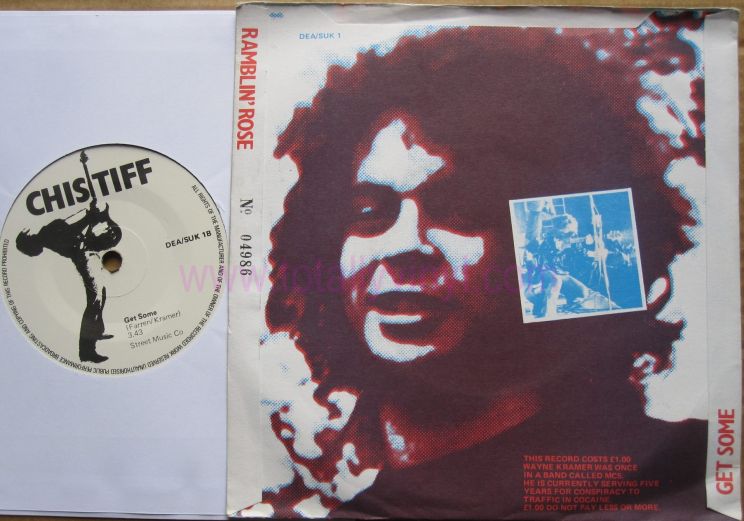 CHISTIFF
DEA/SUK 1B
Get Some
(Farren/Kramer)
3.43
Street Music Co
ALL RIGHTS OF THE MANUFACTURER AND OF THE OWNER OF THE RECORDED WORK RESERVED UNAUTHORISED PUBLIC PERFORMANCE BROADCASTING AND COPYING OF THIS RECORD PROHIBITED
DEA/SUK 1
RAMBLIN' ROSE
No 04986
THIS RECORD COSTS £1.00
WAYNE KRAMER WAS ONCE
IN A BAND CALLED MC5.
HE IS CURRENTLY SERVING FIVE
YEARS FOR CONSPIRACY TO
TRAFFIC IN COCAINE.
£1.00 DO NOT PAY LESS OR MORE.
GET SOME